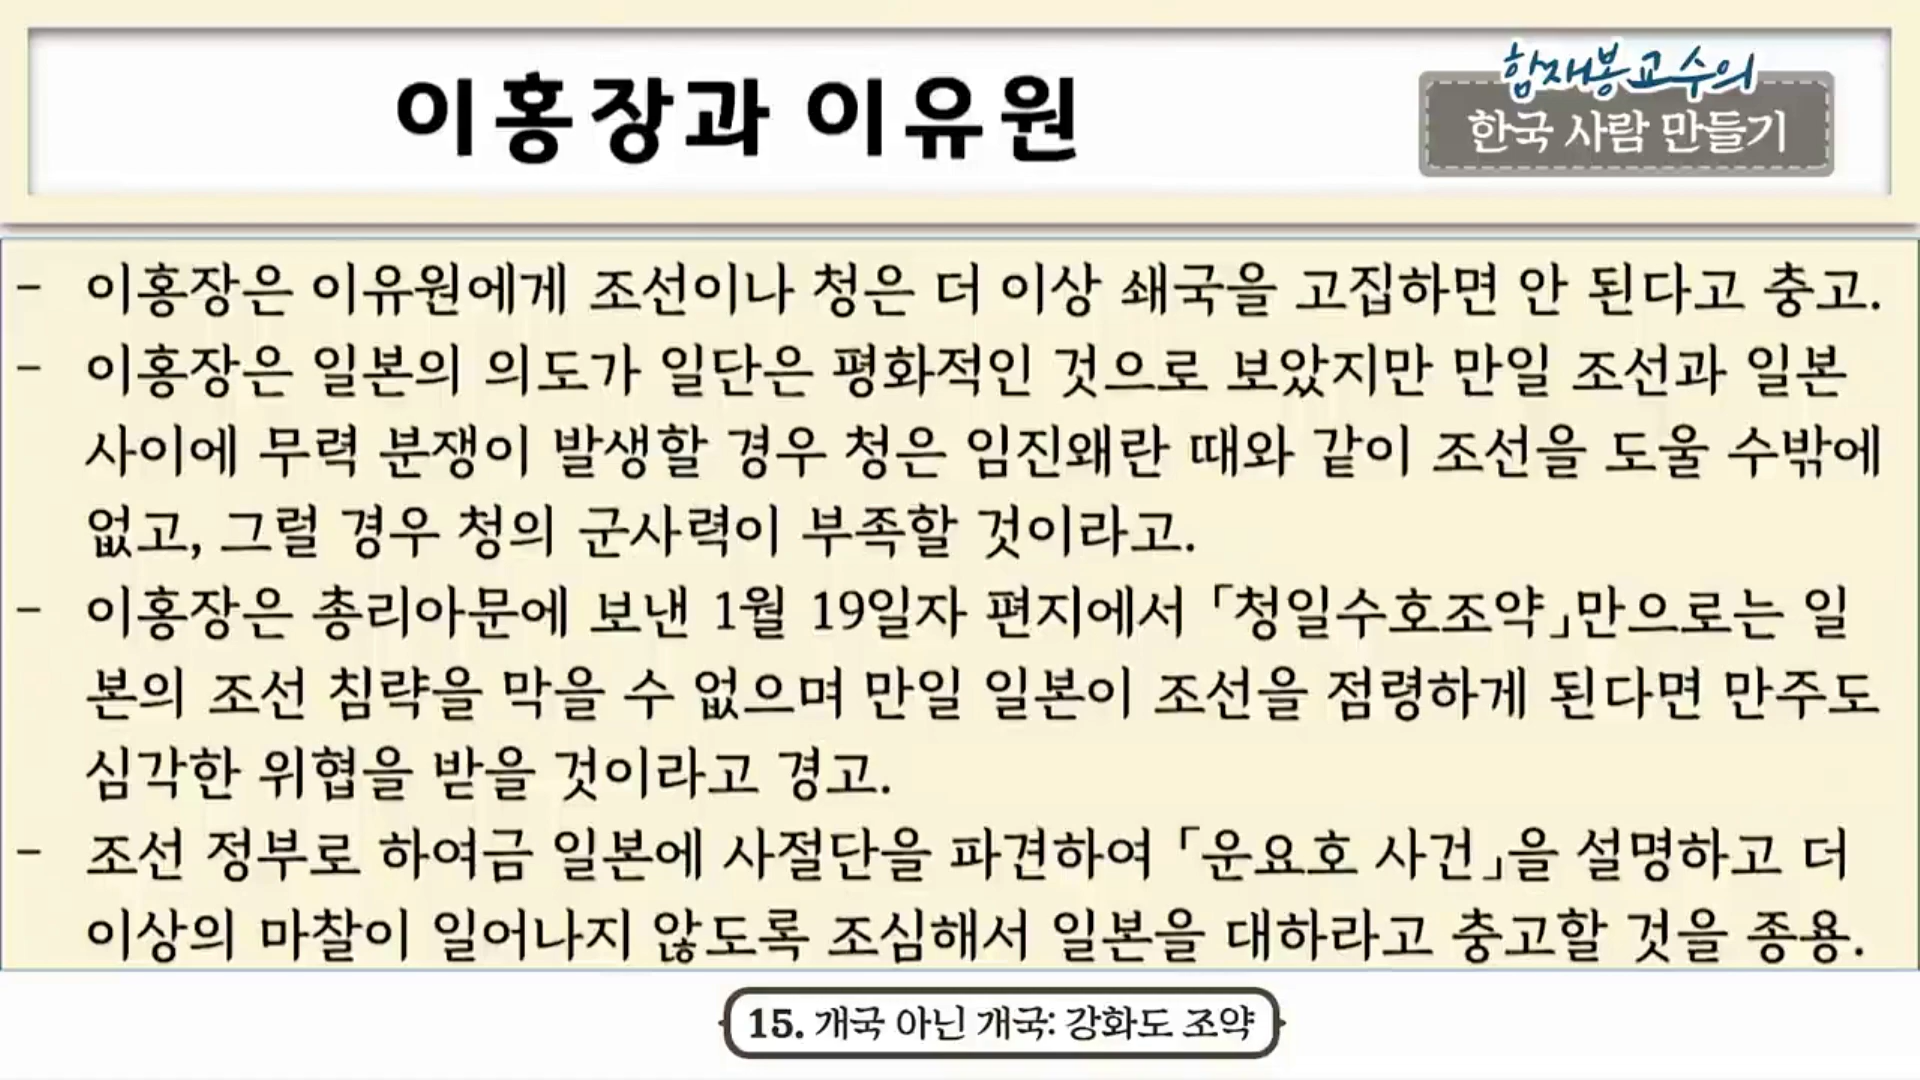 이홍장과 이유원
함재봉교수의
한국 사람 만들기
- 이홍장은 이유원에게 조선이나 청은 더 이상 쇄국을 고집하면 안 된다고 충고.
- 이홍장은 일본의 의도가 일단은 평화적인 것으로 보았지만 만일 조선과 일본
사이에 무력 분쟁이 발생할 경우 청은 임진왜란 때와 같이 조선을 도울 수밖에
없고, 그럴 경우 청의 군사력이 부족할 것이라고.
- 이홍장은 총리아문에 보낸 1월 19일자 편지에서 「청일수호조약」만으로는 일
본의 조선 침략을 막을 수 없으며 만일 일본이 조선을 점령하게 된다면 만주도
심각한 위협을 받을 것이라고 경고.
- 조선 정부로 하여금 일본에 사절단을 파견하여 「운요호 사건」을 설명하고 더
이상의 마찰이 일어나지 않도록 조심해서 일본을 대하라고 충고할 것을 종용.
15. 개국 아닌 개국: 강화도 조약